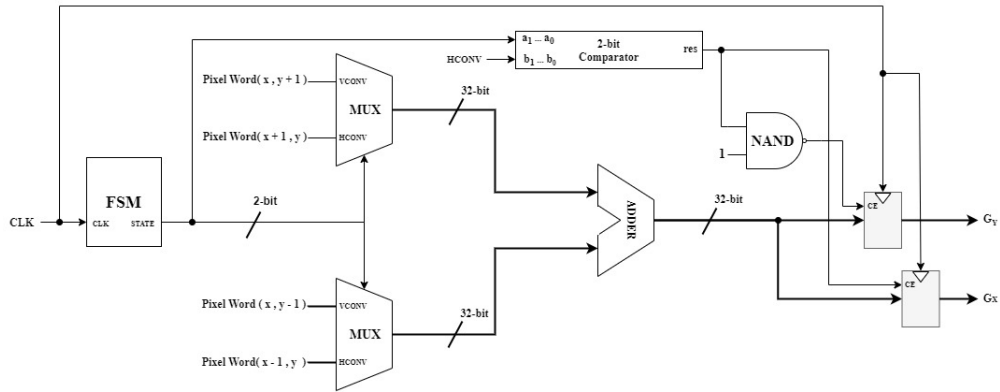 a₁ ... a₀
2-bit
res
HCONV
b₁ ... b₀
Comparator
Pixel Word( x , y + 1)
VCONV
32-bit
MUX
Pixel Word( x + 1, y )
HCONV
NAND
1
FSM
CLK
CLK
STATE
2-bit
ADDER
32-bit
CE
G_Y
CE
G_X
Pixel Word ( x , y - 1)
VCONV
32-bit
MUX
Pixel Word( x - 1, y )
HCONV